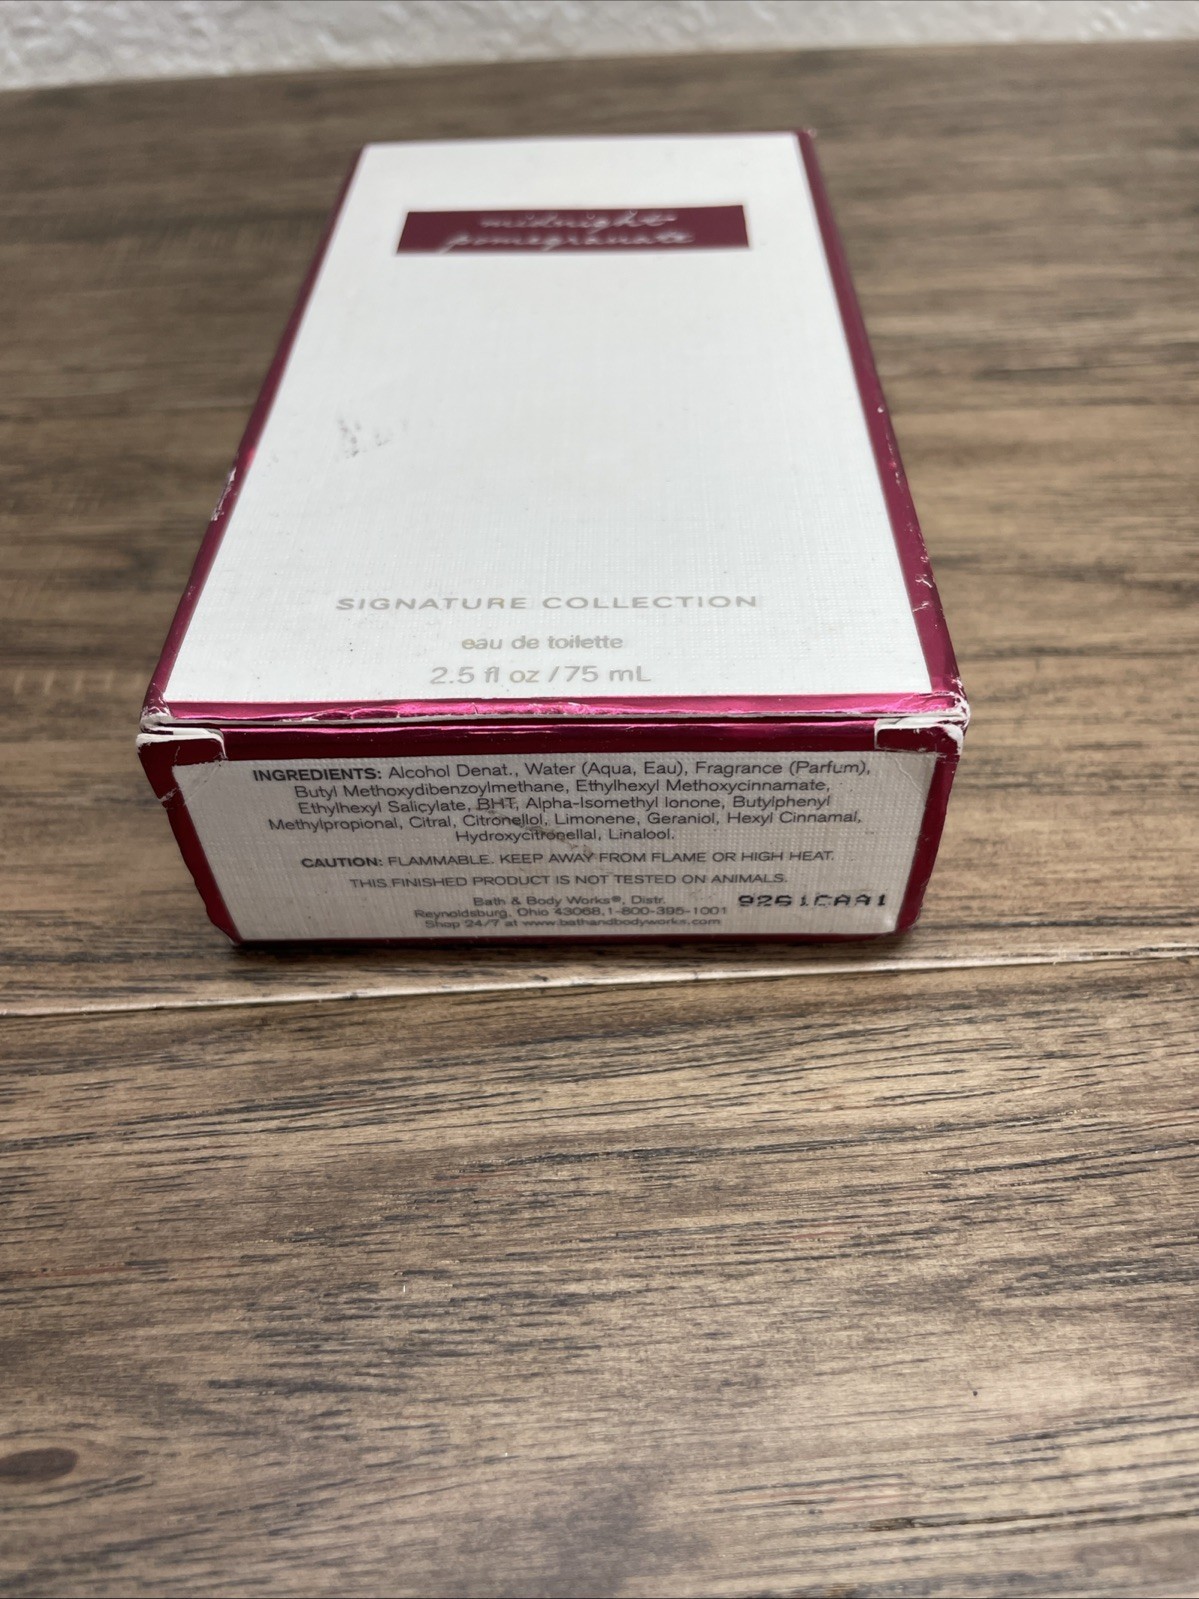 midnight
pomegranate
SIGNATURE COLLECTION
eau de toilette
2.5 fl oz / 75 mL
INGREDIENTS: Alcohol Denat., Water (Aqua, Eau), Fragrance (Parfum),
Butyl Methoxydibenzoylmethane, Ethylhexyl Methoxycinnamate,
Ethylhexyl Salicylate, BHT, Alpha-Isomethyl Ionone, Butylphenyl
Methylpropional, Citral, Citronellol, Limonene, Geraniol, Hexyl Cinnamal,
Hydroxycitronellal, Linalool.
CAUTION: FLAMMABLE. KEEP AWAY FROM FLAME OR HIGH HEAT.
THIS FINISHED PRODUCT IS NOT TESTED ON ANIMALS.
Bath & Body Works®, Distr.
Reynoldsburg, Ohio 43068, 1-800-395-1001
Shop 24/7 at www.bathandbodyworks.com